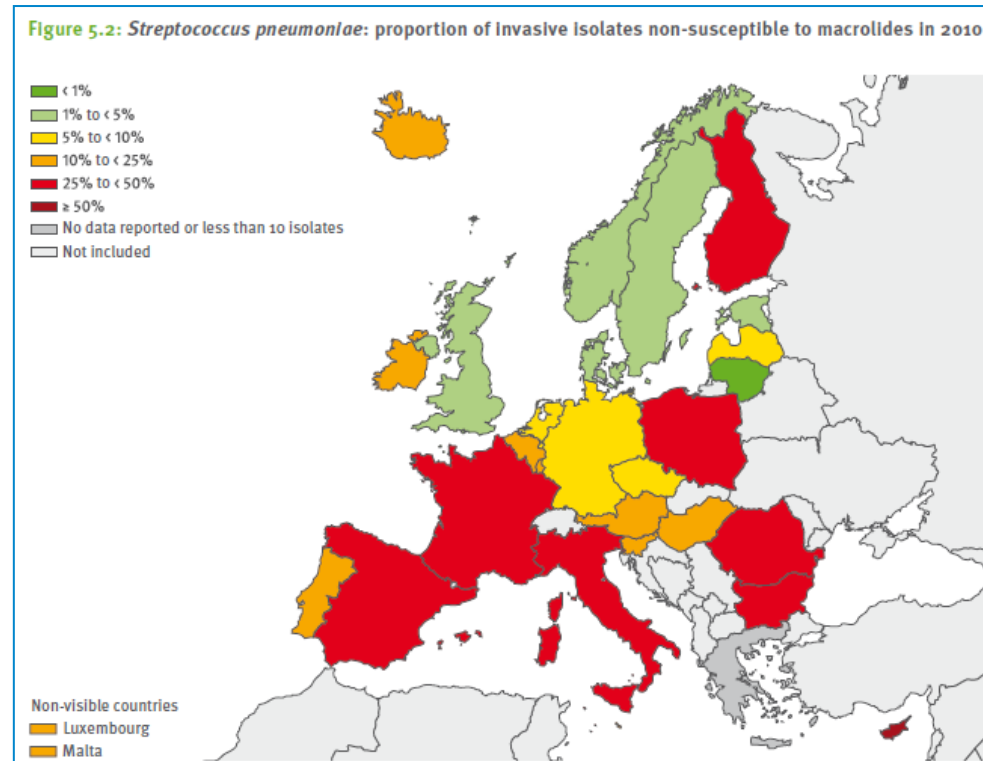 Figure 5.2: Streptococcus pneumoniae: proportion of invasive isolates non-susceptible to macrolides in 2010
< 1%
1% to < 5%
5% to < 10%
10% to < 25%
25% to < 50%
≥ 50%
No data reported or less than 10 isolates
Not included
Non-visible countries
Luxembourg
Malta